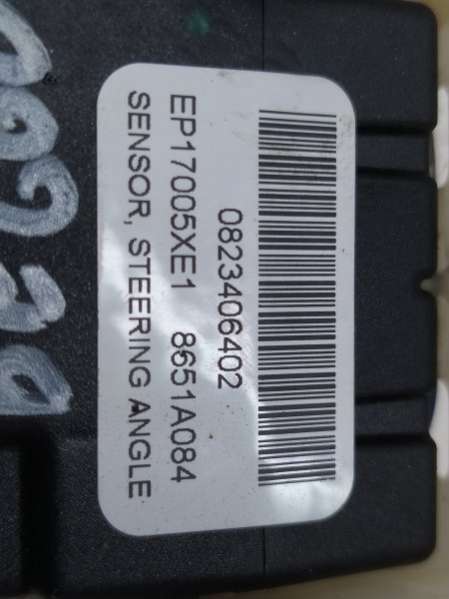 0823406402
EP17005XE1 8651A084
SENSOR, STEERING ANGLE